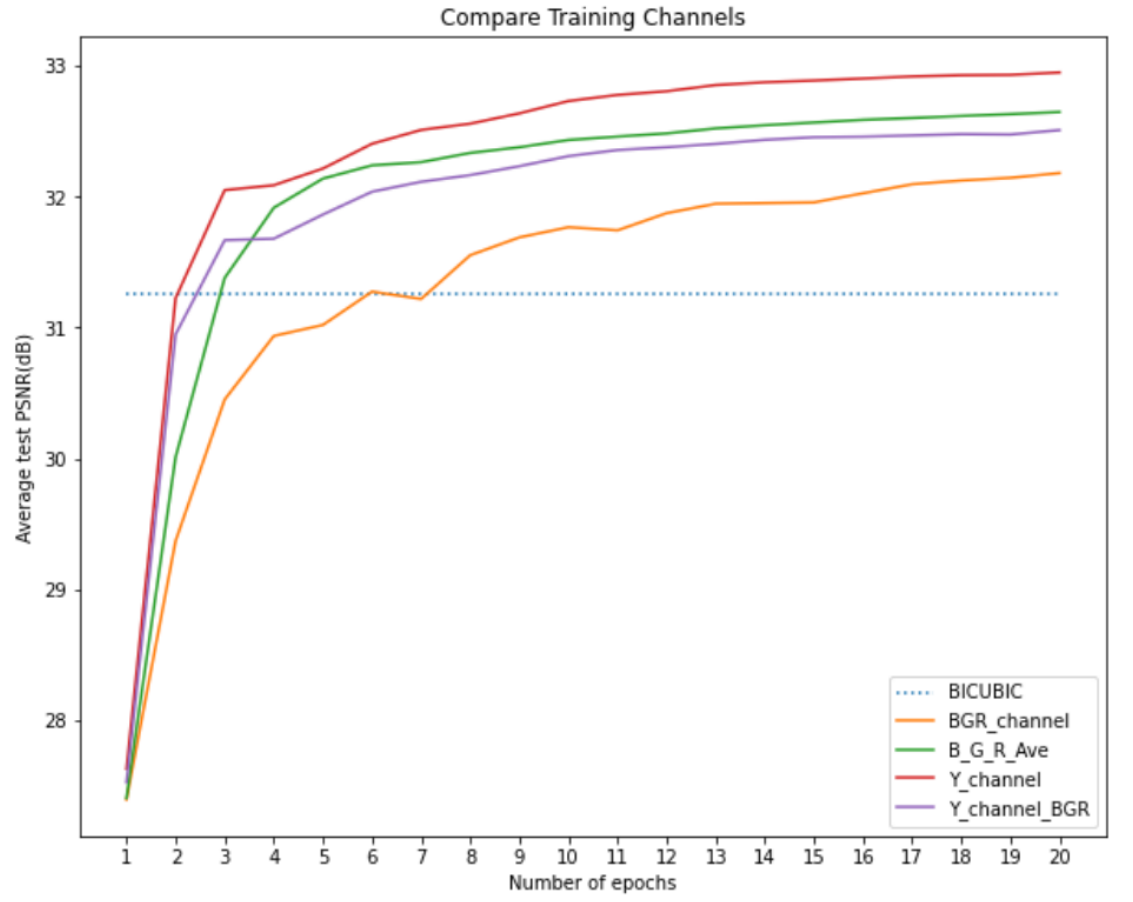 Compare Training Channels
Average test PSNR(dB)
33
32
31
30
29
28
BICUBIC
BGR_channel
B_G_R_Ave
Y_channel
Y_channel_BGR
1 2 3 4 5 6 7 8 9 10 11 12 13 14 15 16 17 18 19 20
Number of epochs